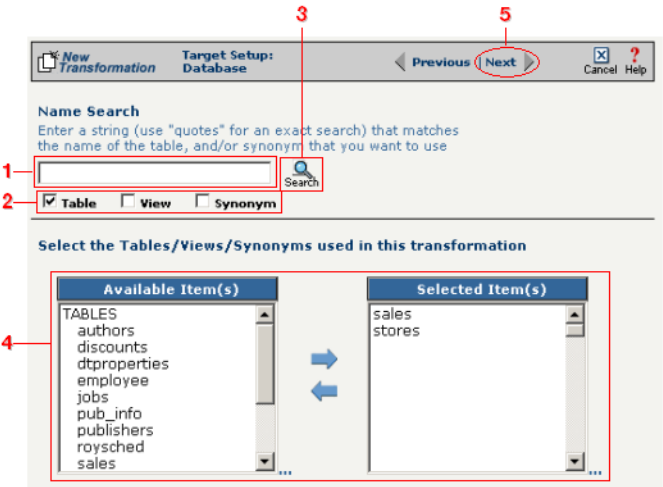 3
5
New Transformation
Target Setup: Database
Previous | Next
Cancel
Help
Name Search
Enter a string (use "quotes" for an exact search) that matches
the name of the table, and/or synonym that you want to use
1
Search
2
Table View Synonym
Select the Tables/Views/Synonyms used in this transformation
Available Item(s)
Selected Item(s)
4
TABLES
authors
discounts
dtproperties
employee
jobs
pub_info
publishers
roysched
sales
...
sales
stores
...